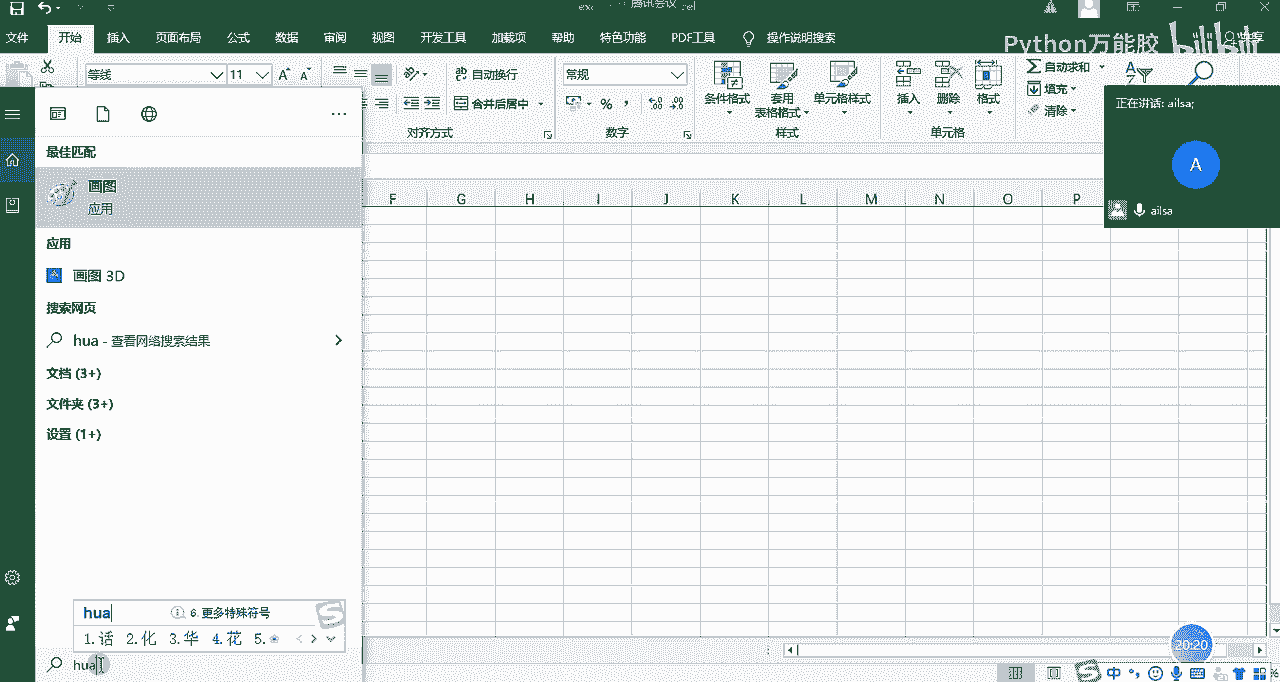 腾讯会议
文件 开始 插入 页面布局 公式 数据 审阅 视图 开发工具 加载项 帮助 特色功能 PDF工具 操作说明搜索
Python万能胶 bilibili
等线 11 自动换行 常规 条件格式 套用 表格格式 单元格样式 插入 删除 格式 自动求和
合并后居中 填充
清除
对齐方式 数字 样式 单元格
正在讲话: ailsa;
A
ailsa
最佳匹配
画图
应用
应用
画图 3D
搜索网页
hua - 查看网络搜索结果
文档 (3+)
文件夹 (3+)
设置 (1+)
F G H I J K L M N O P
hua 6. 更多特殊符号
1. 话 2. 化 3. 华 4. 花 5.
hua
20:20
中